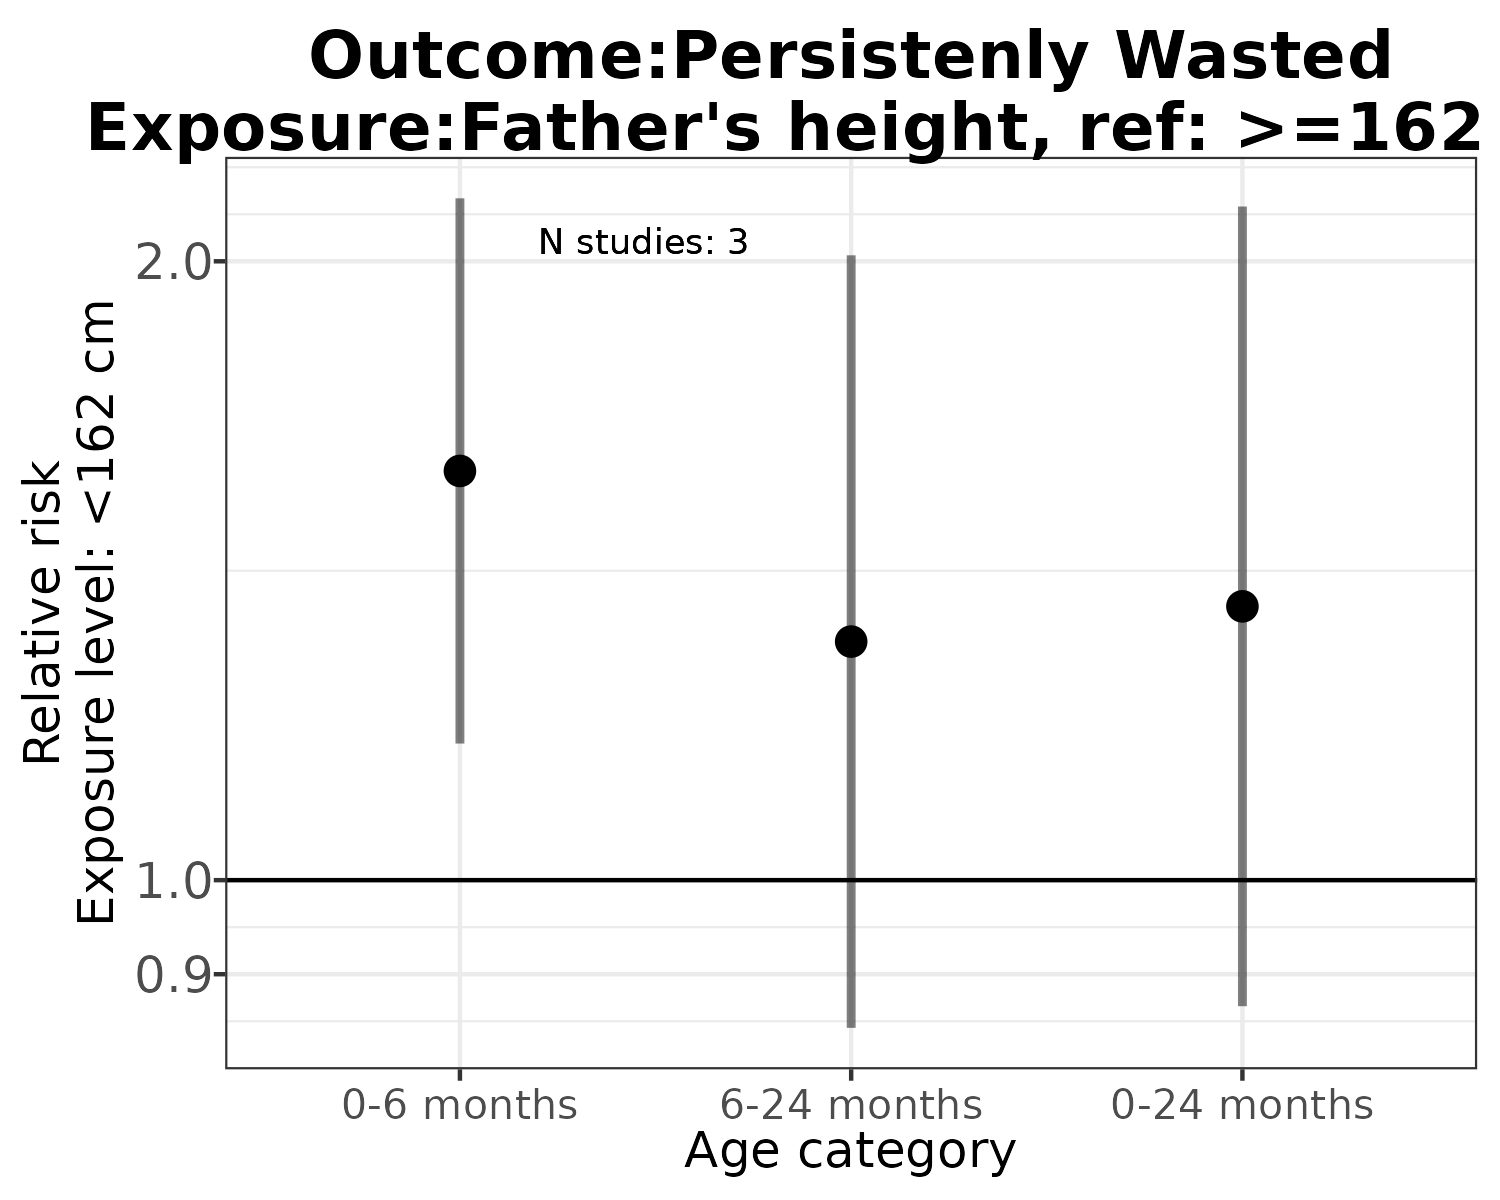 Outcome:Persistenly Wasted
Exposure:Father's height, ref: >=162
Relative risk
Exposure level: <162 cm
2.0
1.0
0.9
N studies: 3
0-6 months
6-24 months
0-24 months
Age category